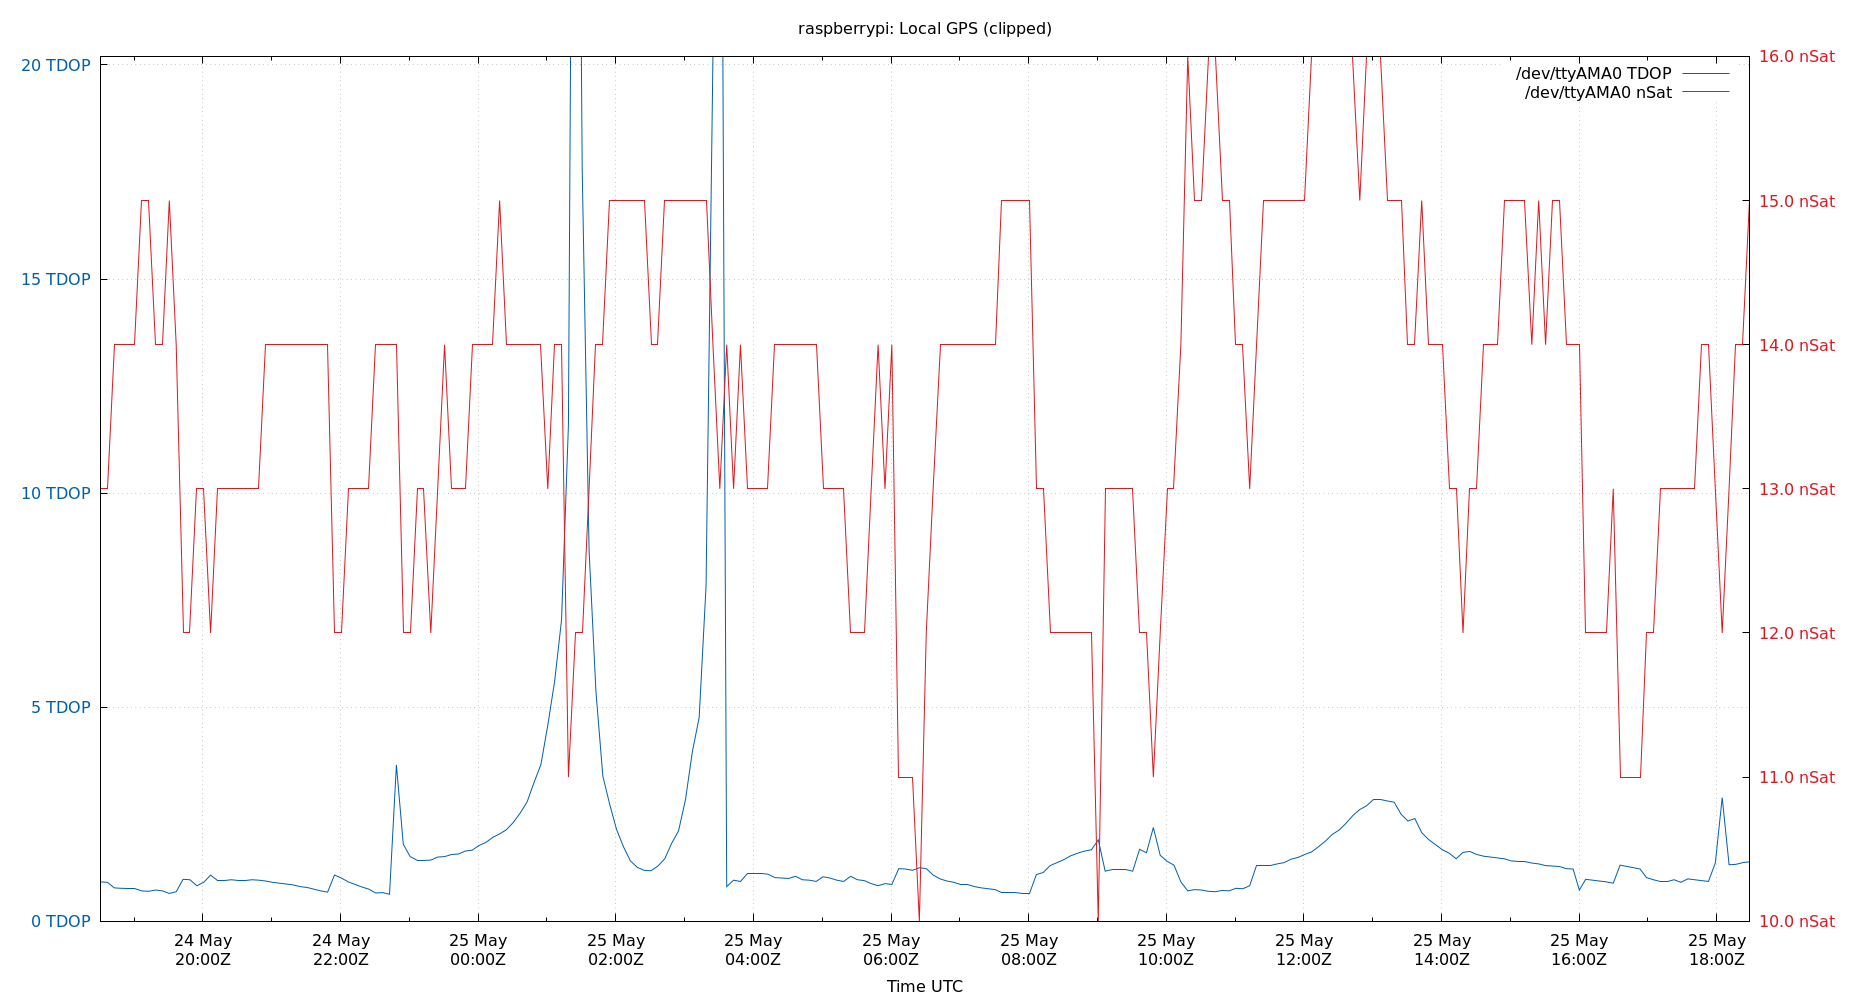 raspberrypi: Local GPS (clipped)
20 TDOP
15 TDOP
10 TDOP
5 TDOP
0 TDOP
16.0 nSat
15.0 nSat
14.0 nSat
13.0 nSat
12.0 nSat
11.0 nSat
10.0 nSat
/dev/ttyAMA0 TDOP
/dev/ttyAMA0 nSat
24 May
20:00Z
24 May
22:00Z
25 May
00:00Z
25 May
02:00Z
25 May
04:00Z
25 May
06:00Z
25 May
08:00Z
25 May
10:00Z
25 May
12:00Z
25 May
14:00Z
25 May
16:00Z
25 May
18:00Z
Time UTC